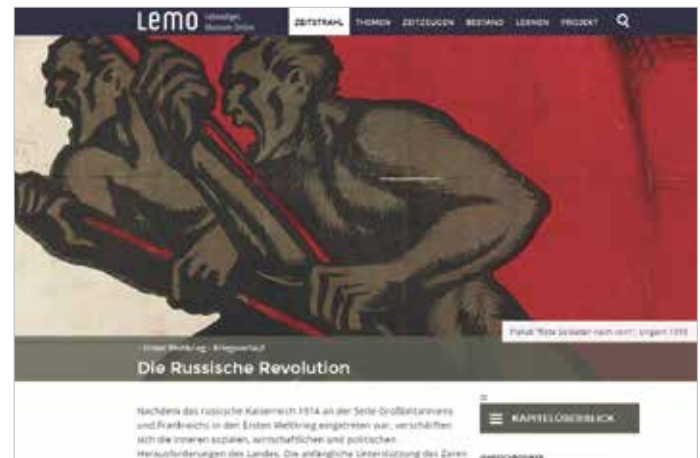 LeMO Lebendiges
Museum Online
ZEITSTRAHL THEMEN ZEITZEUGEN BESTAND LERNEN PROJEKT
Plakat "Rote Soldaten nach vorn", Ungarn 1919
Erster Weltkrieg Kriegsverlauf
Die Russische Revolution
Nachdem das russische Kaiserreich 1914 an der Seite Großbritanniens
und Frankreichs in den Ersten Weltkrieg eingetreten war, verschärften
sich die inneren sozialen, wirtschaftlichen und politischen
Herausforderungen des Landes. Die anfängliche Unterstützung des Zaren
KAPITELÜBERBLICK